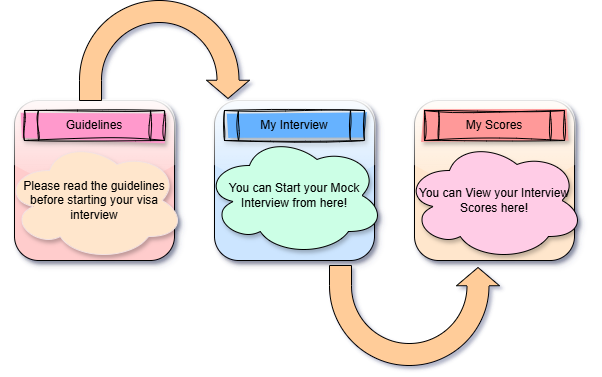 Guidelines
Please read the guidelines
before starting your visa
interview
My Interview
You can Start your Mock
Interview from here!
My Scores
You can View your Interview
Scores here!